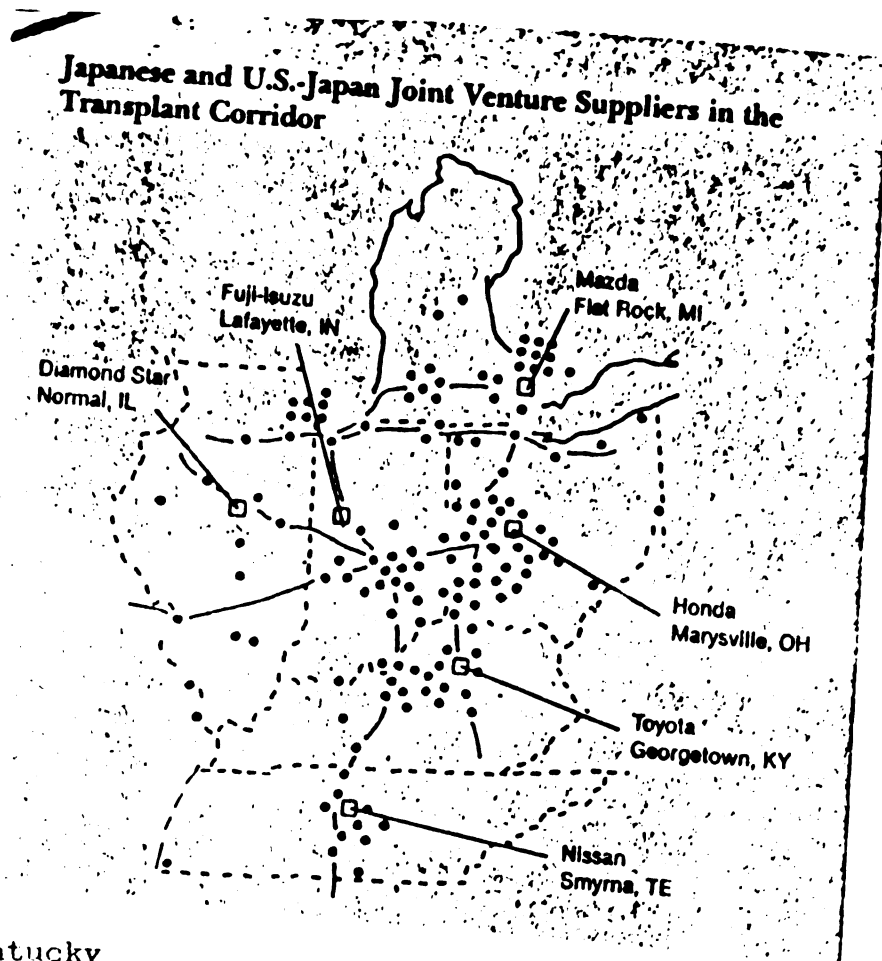 Japanese and U.S.-Japan Joint Venture Suppliers in the
Transplant Corridor
Mazda
Flat Rock, MI
Fuji-Isuzu
Lafayette, IN
Diamond Star
Normal, IL
Honda
Marysville, OH
Toyota
Georgetown, KY
Nissan
Smyrna, TE
ntucky